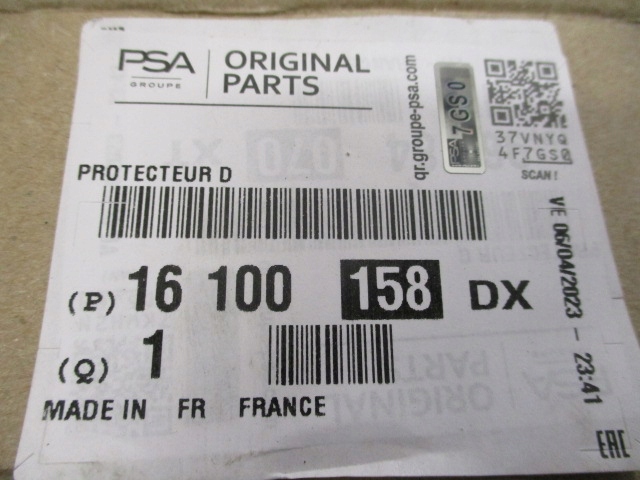 PSA
GROUPE
ORIGINAL
PARTS
qr.groupe-psa.com
PSA 7GS0
37VNYQ
4F7GS0
SCAN!
PROTECTEUR D
(P) 16 100 158 DX
(Q) 1
MADE IN FR FRANCE
VE 06/04/2023 - 23:41
EAC